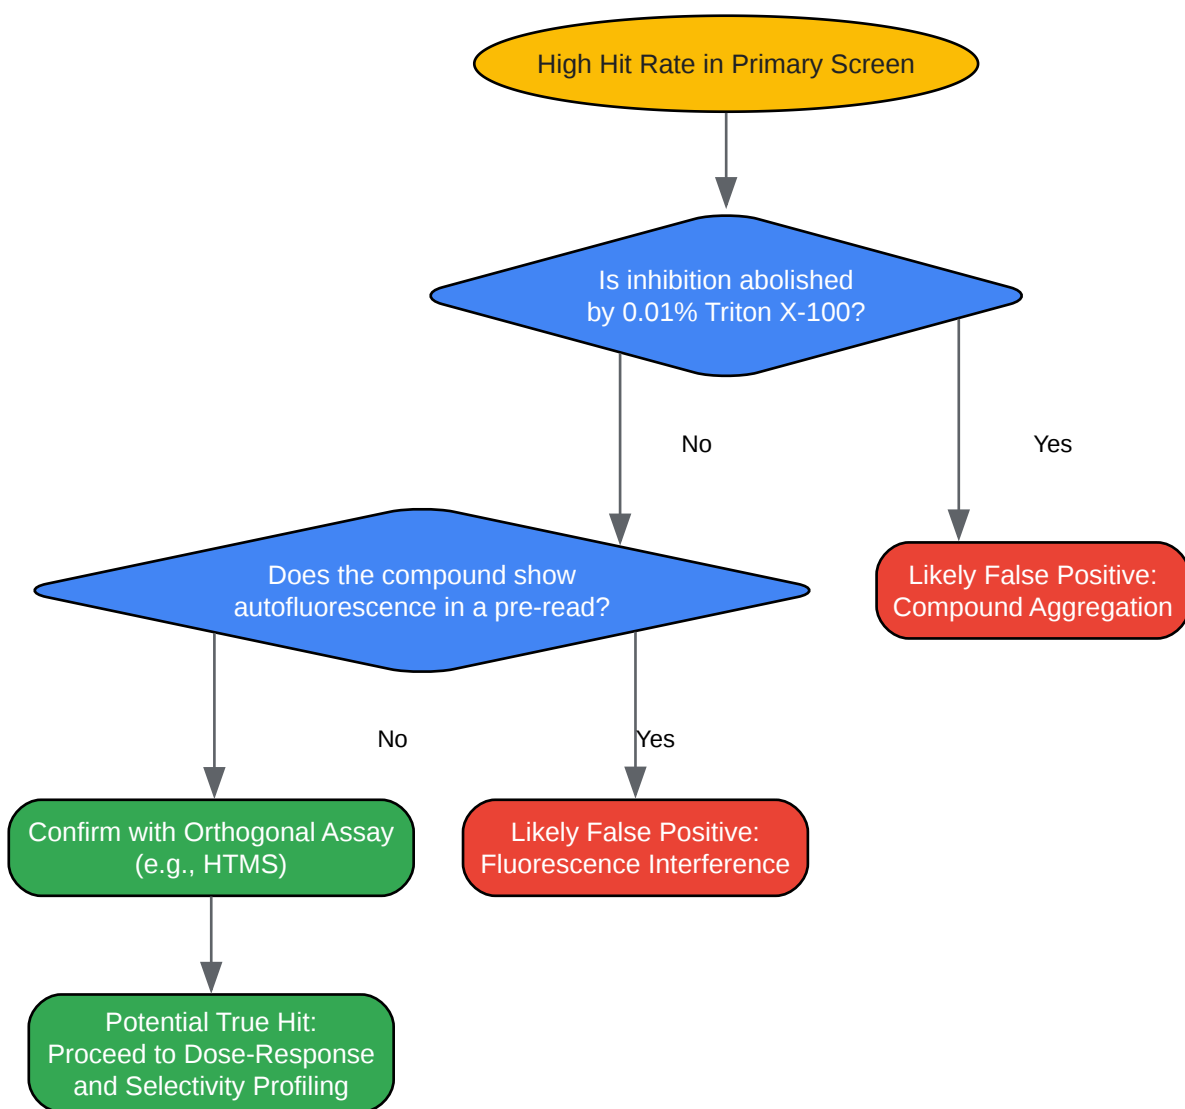 High Hit Rate in Primary Screen
Is inhibition abolished
by 0.01% Triton X-100?
No
Yes
Does the compound show
autofluorescence in a pre-read?
Likely False Positive:
Compound Aggregation
No
Yes
Confirm with Orthogonal Assay
(e.g., HTMS)
Likely False Positive:
Fluorescence Interference
Potential True Hit:
Proceed to Dose-Response
and Selectivity Profiling